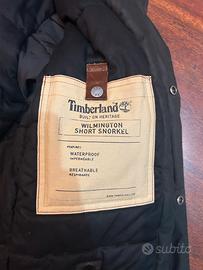 Timberland
BUILT ON HERITAGE
WILMINGTON
SHORT SNORKEL
WATERPROOF
IMPERMEABLE
BREATHABLE
RESPIRANTE
subito